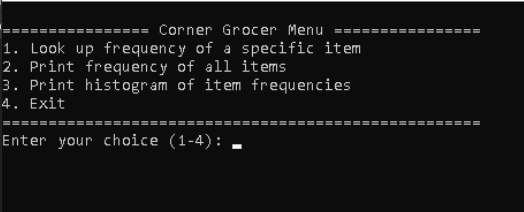 ================ Corner Grocer Menu ================
1. Look up frequency of a specific item
2. Print frequency of all items
3. Print histogram of item frequencies
4. Exit
====================================================
Enter your choice (1-4): _